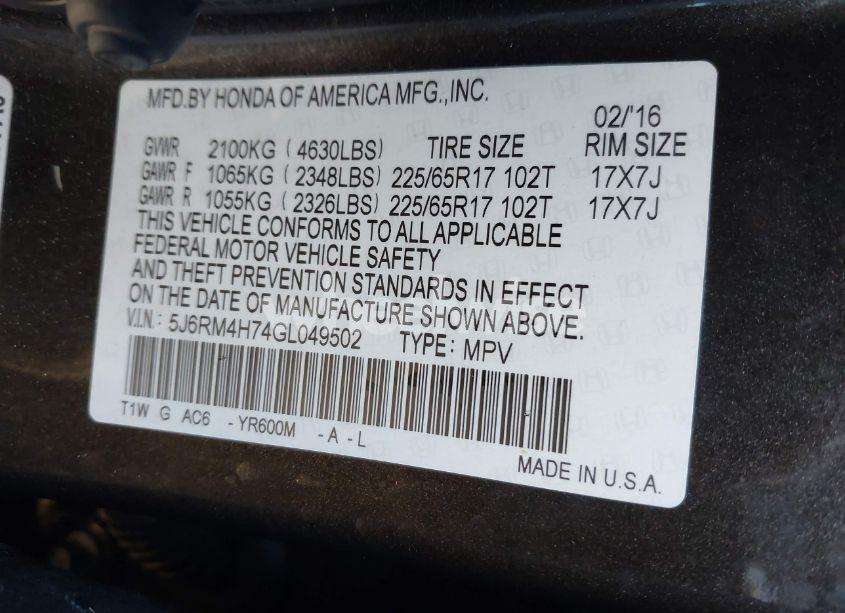 MFD.BY HONDA OF AMERICA MFG.,INC.
02/'16
GVWR 2100KG ( 4630LBS) TIRE SIZE RIM SIZE
GAWR F 1065KG ( 2348LBS) 225/65R17 102T 17X7J
GAWR R 1055KG ( 2326LBS) 225/65R17 102T 17X7J
THIS VEHICLE CONFORMS TO ALL APPLICABLE
FEDERAL MOTOR VEHICLE SAFETY
AND THEFT PREVENTION STANDARDS IN EFFECT
ON THE DATE OF MANUFACTURE SHOWN ABOVE.
V.I.N.: 5J6RM4H74GL049502 TYPE: MPV
T1W G AC6 -YR600M -A -L
MADE IN U.S.A.